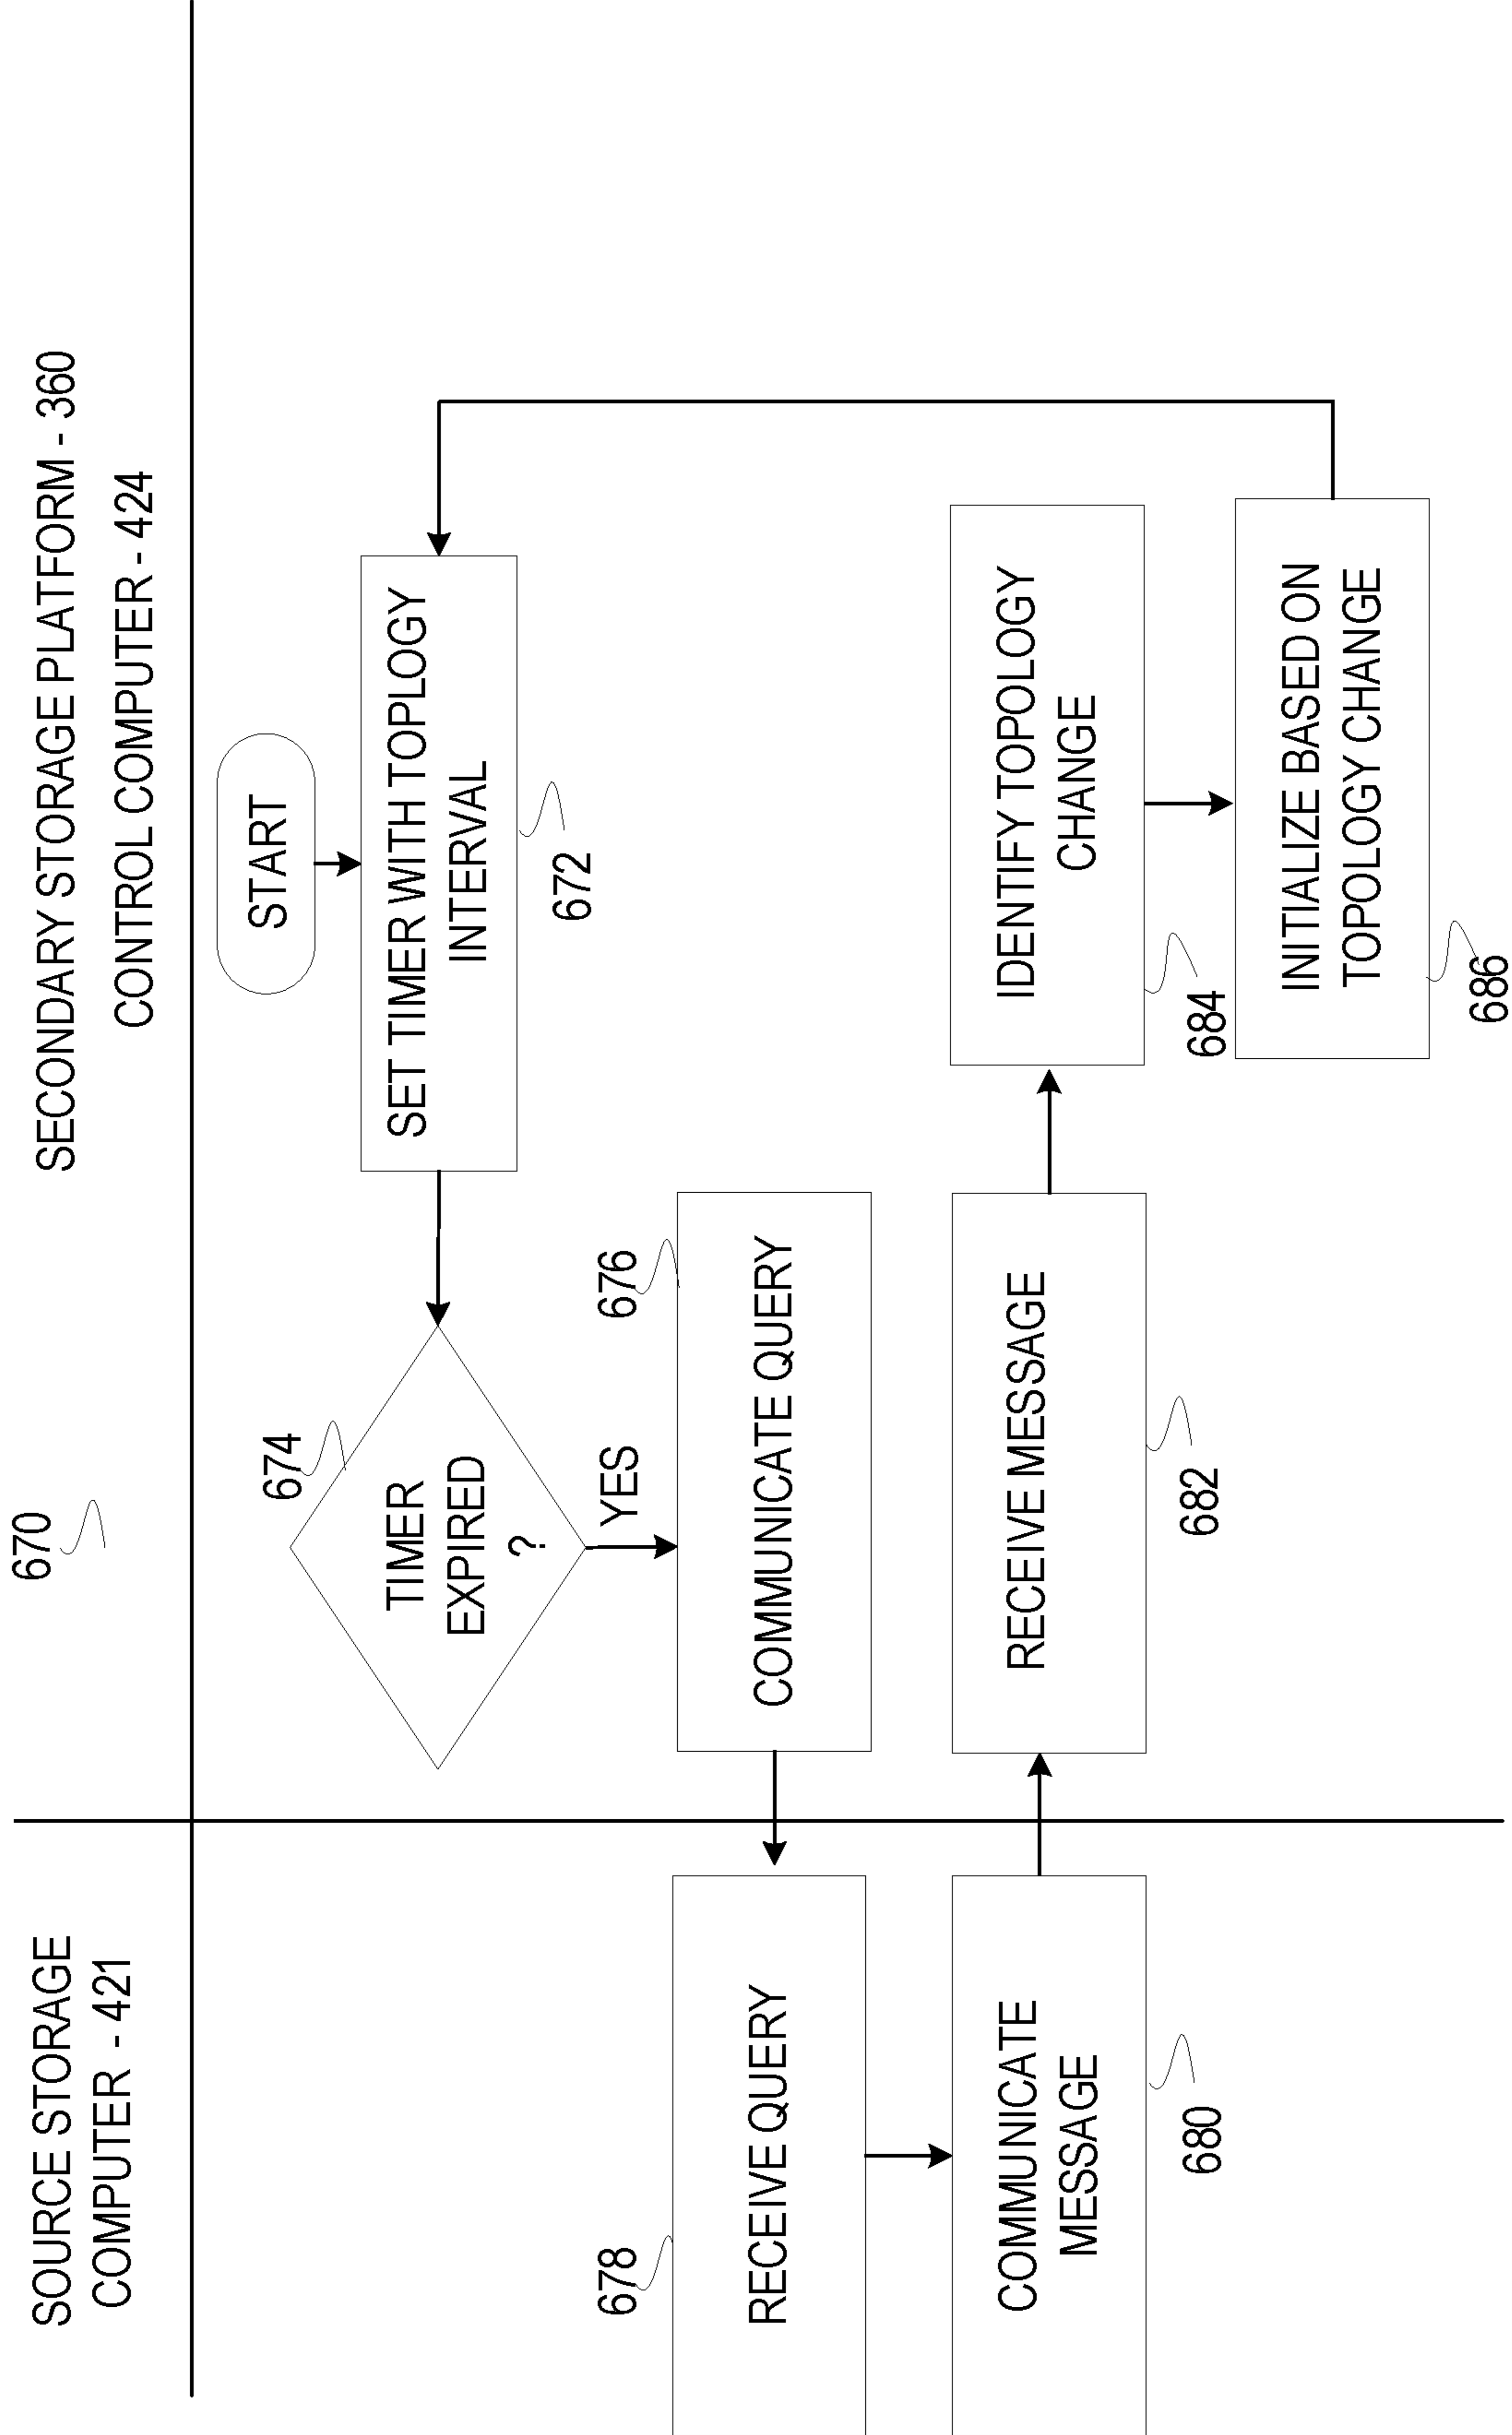 670
SOURCE STORAGE
COMPUTER - 421
SECONDARY STORAGE PLATFORM - 360
CONTROL COMPUTER - 424
START
SET TIMER WITH TOPLOGY
INTERVAL
672
674
TIMER
EXPIRED
?
YES
676
COMMUNICATE QUERY
678
RECEIVE QUERY
COMMUNICATE
MESSAGE
680
RECEIVE MESSAGE
682
IDENTIFY TOPOLOGY
CHANGE
684
INITIALIZE BASED ON
TOPOLOGY CHANGE
686